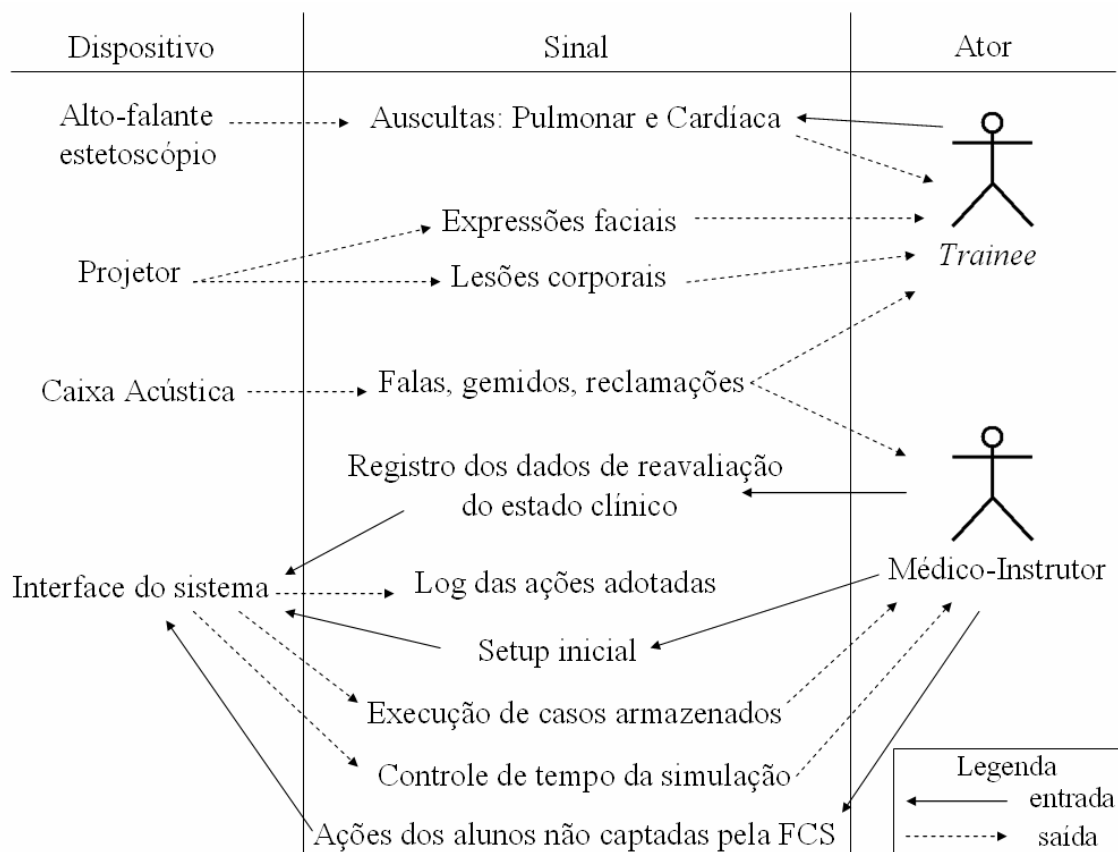 Dispositivo
Sinal
Ator
Alto-falante
estetoscópio
Auscultas: Pulmonar e Cardíaca
Expressões faciais
Projetor
Lesões corporais
Trainee
Caixa Acústica
Falas, gemidos, reclamações
Registro dos dados de reavaliação
do estado clínico
Interface do sistema
Log das ações adotadas
Médico-Instrutor
Setup inicial
Execução de casos armazenados
Controle de tempo da simulação
Ações dos alunos não captadas pela FCS
Legenda
entrada
saída